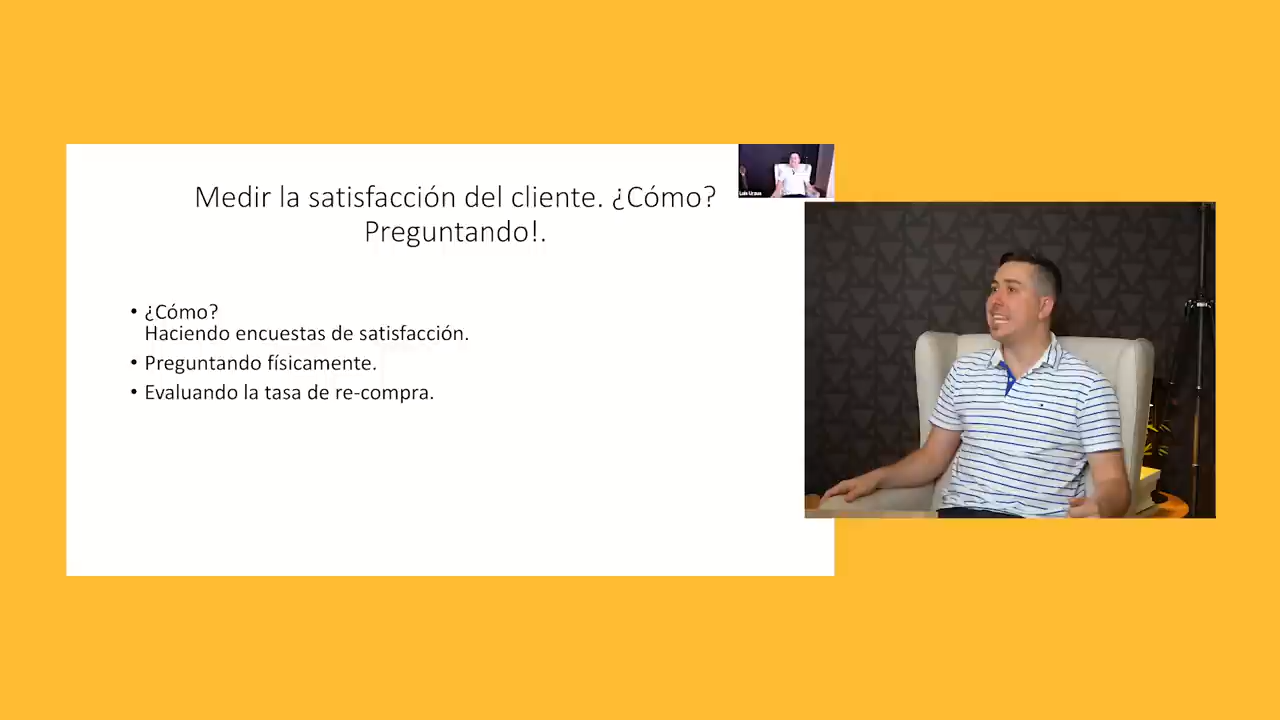 Medir la satisfacción del cliente. ¿Cómo?
Preguntando!.
• ¿Cómo?
Haciendo encuestas de satisfacción.
• Preguntando físicamente.
• Evaluando la tasa de re-compra.